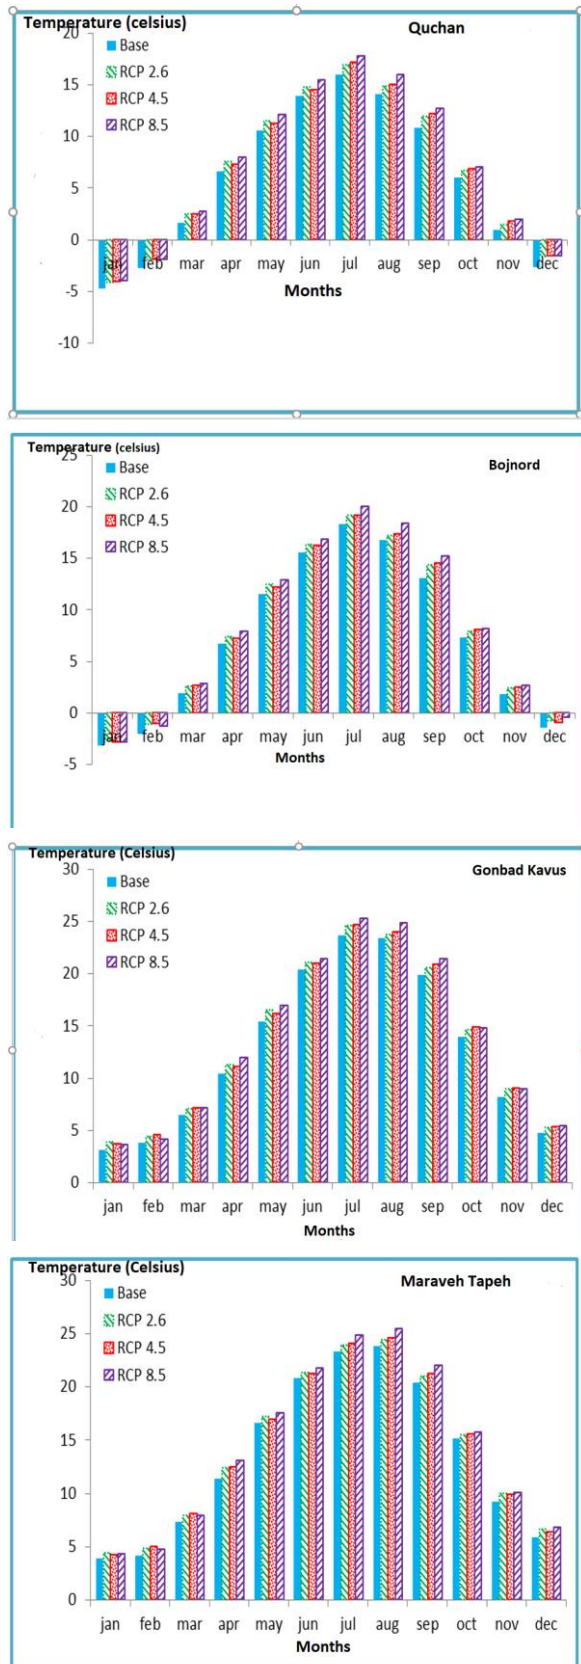 Temperature (celsius)
Quchan
20
Base
RCP 2.6
15
RCP 4.5
RCP 8.5
10
5
0
jan feb mar apr may jun jul aug sep oct nov dec
Months
-5
-10
Temperature (celsius)
25
Bojnord
Base
RCP 2.6
20
RCP 4.5
RCP 8.5
15
10
5
0
jan feb mar apr may jun jul aug sep oct nov dec
Months
-5
Temperature (Celsius)
30
Gonbad Kavus
Base
RCP 2.6
25
RCP 4.5
RCP 8.5
20
15
10
5
0
jan feb mar apr may jun jul aug sep oct nov dec
Months
Temperature (Celsius)
30
Maraveh Tapeh
Base
RCP 2.6
25
RCP 4.5
RCP 8.5
20
15
10
5
0
jan feb mar apr may jun jul aug sep oct nov dec
Months